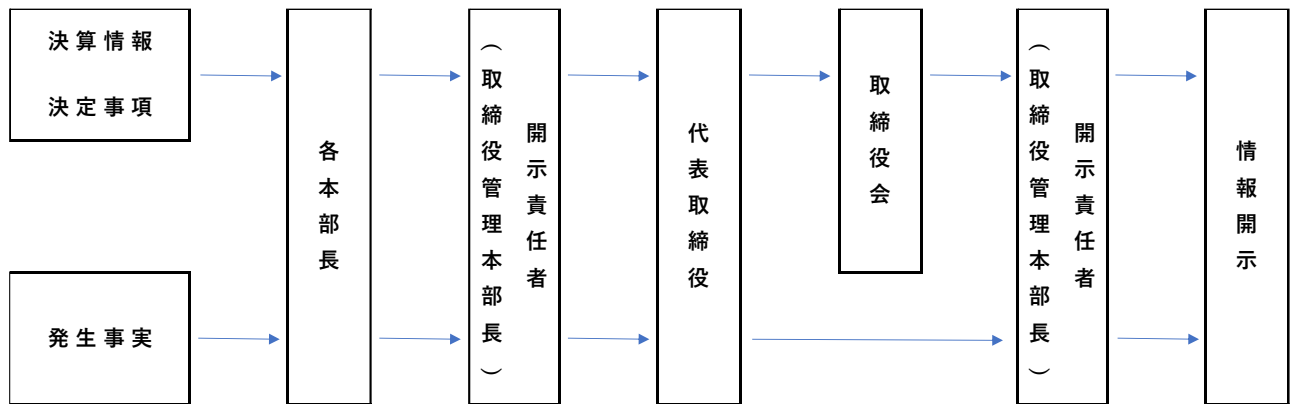 決算情報
決定事項
発生事実
各本部長
開示責任者
（取締役管理本部長）
代表取締役
取締役会
開示責任者
（取締役管理本部長）
情報開示